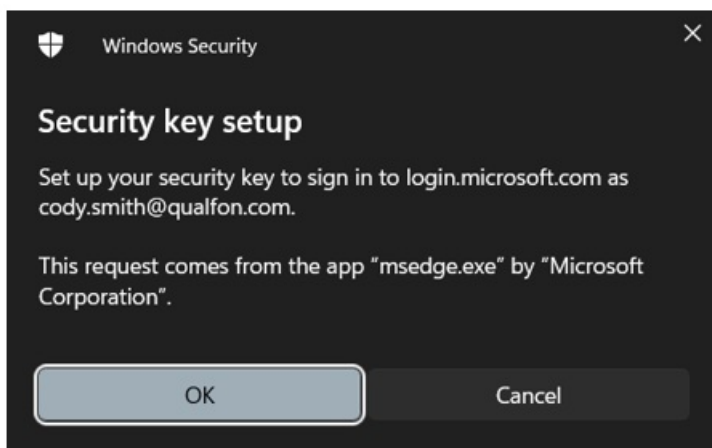 Windows Security
Security key setup
Set up your security key to sign in to login.microsoft.com as
cody.smith@qualfon.com.
This request comes from the app "msedge.exe" by "Microsoft
Corporation".
OK
Cancel